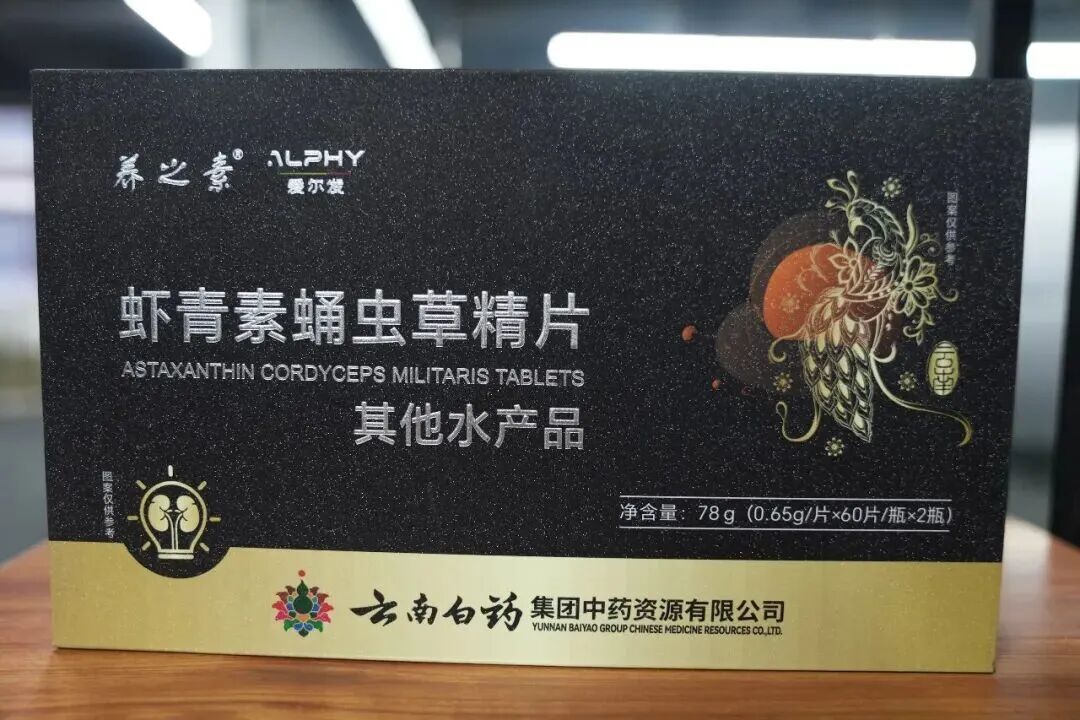 养之素® ALPHY
爱尔发
虾青素蛹虫草精片
ASTAXANTHIN CORDYCEPS MILITARIS TABLETS
其他水产品
图案仅供参考
云南
图案仅供参考
净含量：78g（0.65g/片×60片/瓶×2瓶）
云南白药集团中药资源有限公司
YUNNAN BAIYAO GROUP CHINESE MEDICINE RESOURCES CO.,LTD.